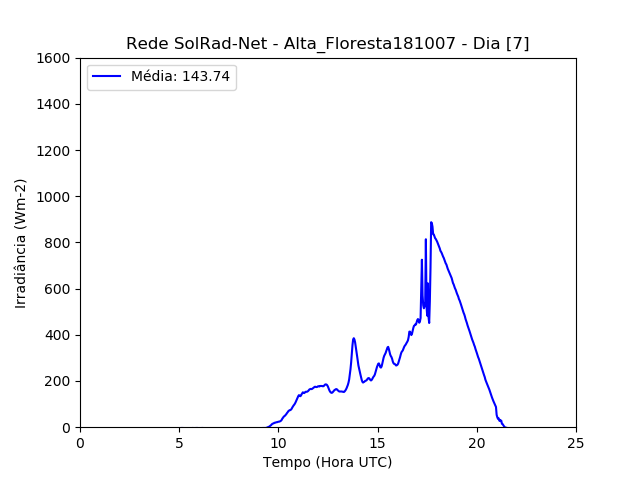 Rede SolRad-Net - Alta_Floresta181007 - Dia [7]
Média: 143.74
Irradiância (Wm-2)
1600
1400
1200
1000
800
600
400
200
0
0 5 10 15 20 25
Tempo (Hora UTC)